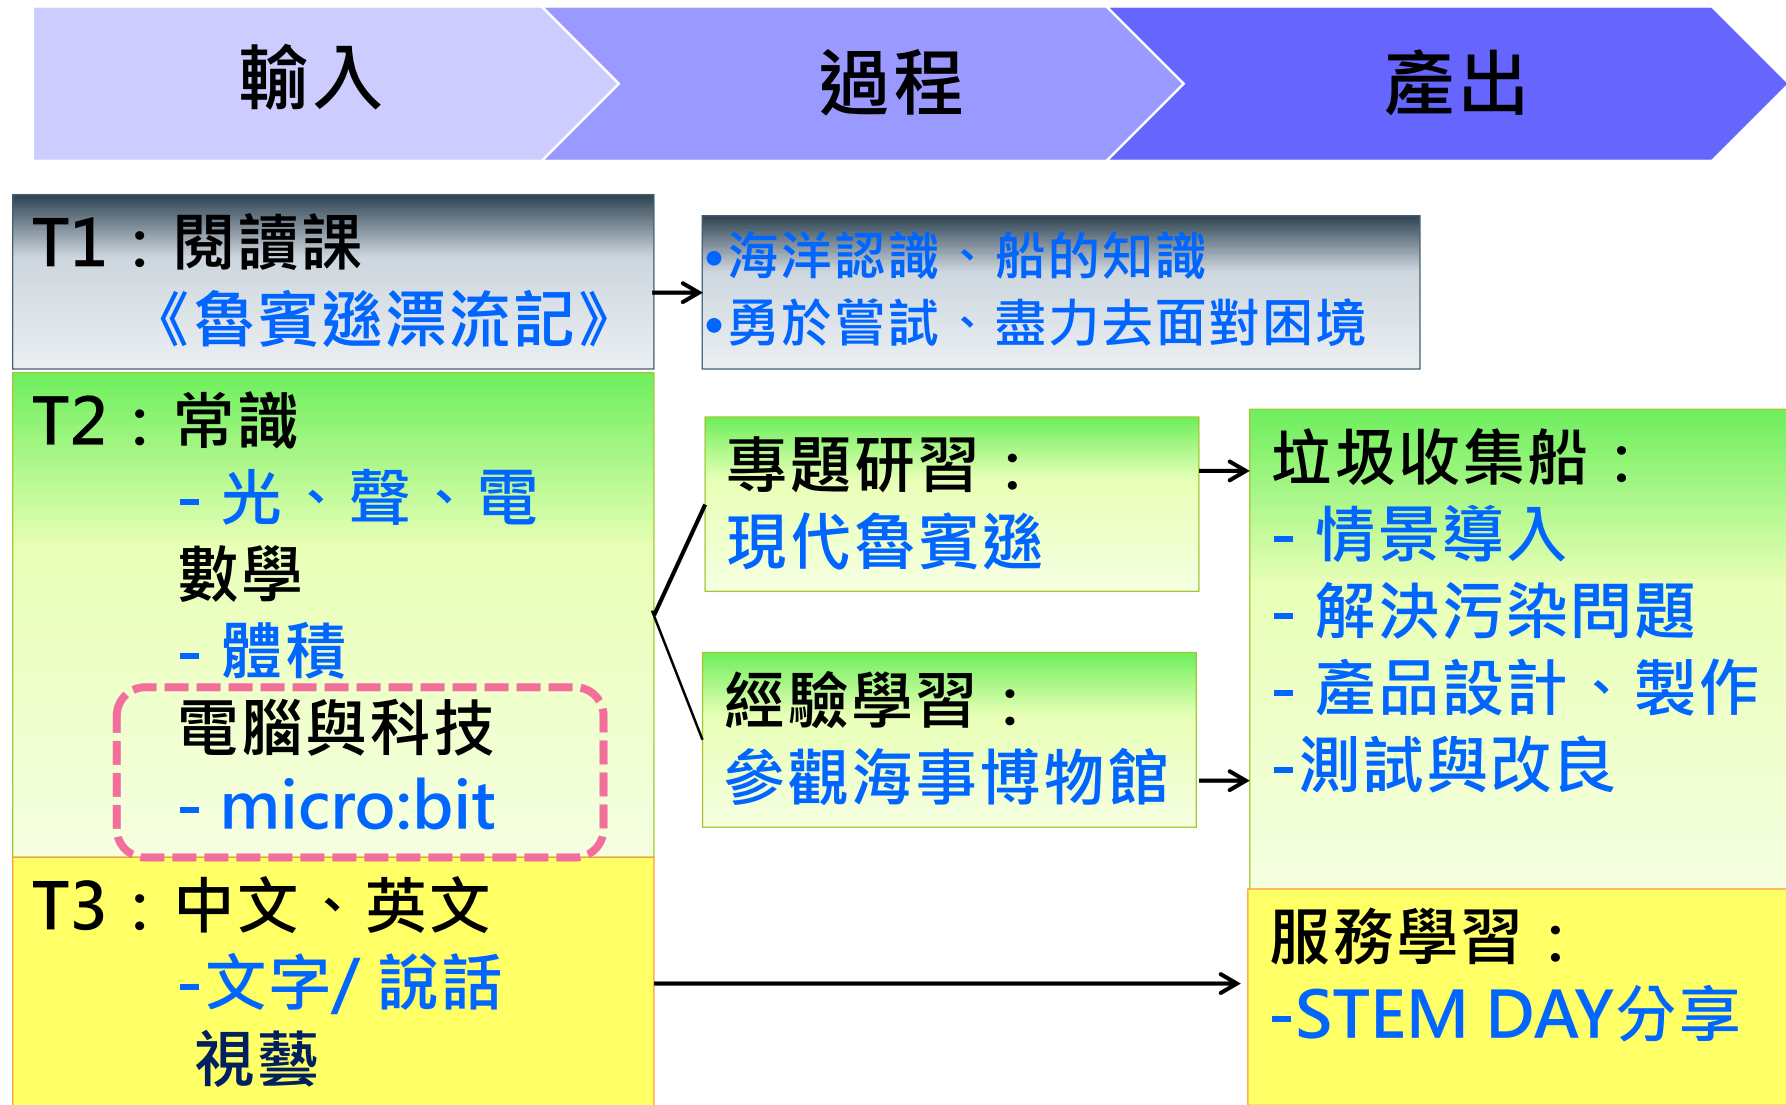 輸入
過程
產出
T1：閱讀課
《魯賓遜漂流記》
•海洋認識、船的知識
•勇於嘗試、盡力去面對困境
T2：常識
- 光、聲、電
數學
- 體積
電腦與科技
- micro:bit
專題研習：
現代魯賓遜
經驗學習：
參觀海事博物館
垃圾收集船：
- 情景導入
- 解決污染問題
- 產品設計、製作
-測試與改良
T3：中文、英文
-文字/ 說話
視藝
服務學習：
-STEM DAY分享